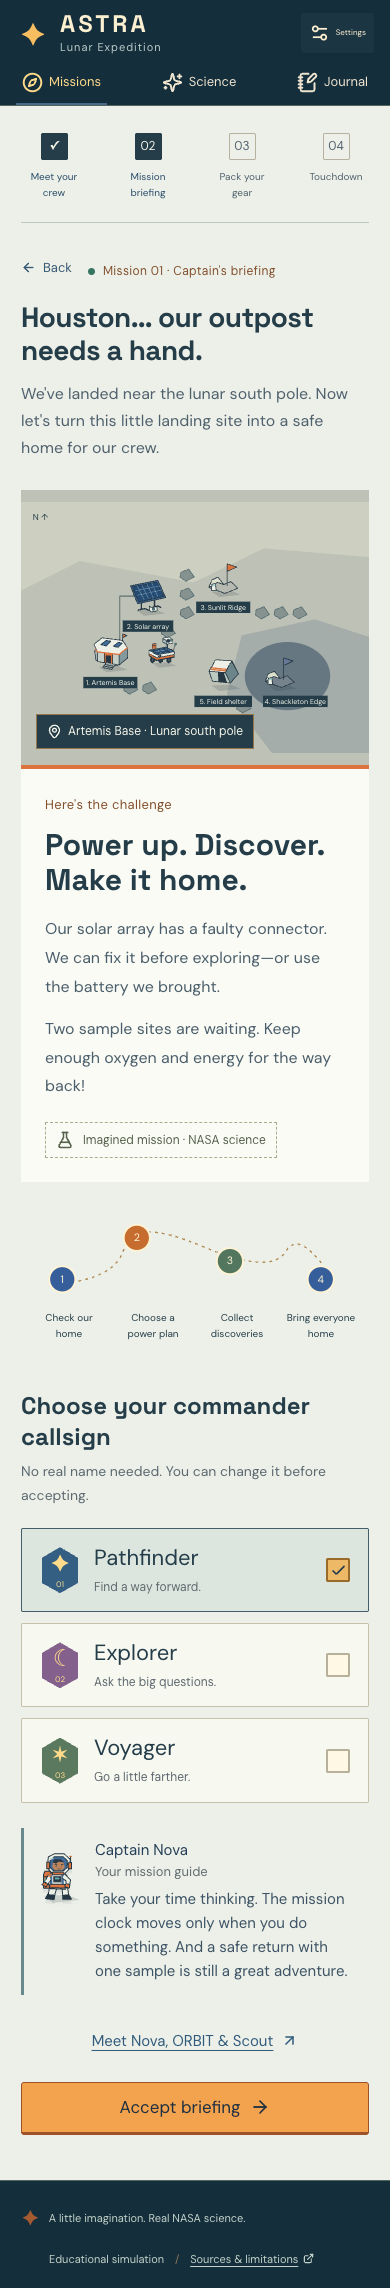 ASTRA
Lunar Expedition
Settings
Missions
Science
Journal
✓
02
03
04
Meet your
crew
Mission
briefing
Pack your
gear
Touchdown
Back
Mission 01 · Captain's briefing
Houston... our outpost
needs a hand.
We've landed near the lunar south pole. Now
let's turn this little landing site into a safe
home for our crew.
N ↑
3. Sunlit Ridge
2. Solar array
1. Artemis Base
5. Field shelter
4. Shackleton Edge
Artemis Base · Lunar south pole
Here's the challenge
Power up. Discover.
Make it home.
Our solar array has a faulty connector.
We can fix it before exploring—or use
the battery we brought.
Two sample sites are waiting. Keep
enough oxygen and energy for the way
back!
Imagined mission · NASA science
1
2
3
4
Check our
home
Choose a
power plan
Collect
discoveries
Bring everyone
home
Choose your commander
callsign
No real name needed. You can change it before
accepting.
01
Pathfinder
Find a way forward.
02
Explorer
Ask the big questions.
03
Voyager
Go a little farther.
Captain Nova
Your mission guide
Take your time thinking. The mission
clock moves only when you do
something. And a safe return with
one sample is still a great adventure.
Meet Nova, ORBIT & Scout
Accept briefing
A little imagination. Real NASA science.
Educational simulation / Sources & limitations